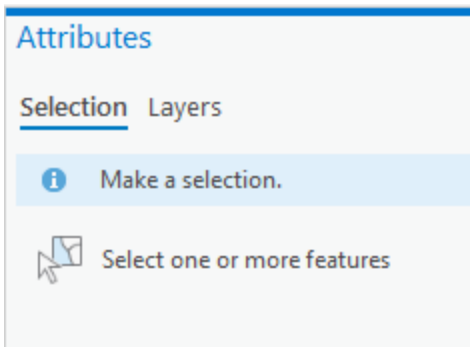 Attributes
Selection Layers
Make a selection.
Select one or more features